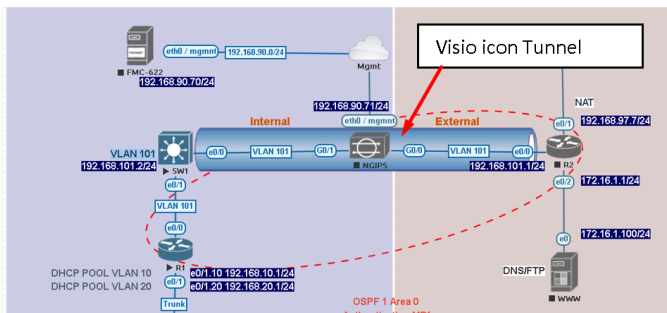 Visio icon Tunnel
eth0 / mgmnt
192.168.90.0/24
Mgmt
FMC-622
192.168.90.70/24
192.168.90.71/24
NAT
eth0 / mgmnt
e0/1
192.168.97.7/24
Internal
External
VLAN 101
e0/0
VLAN 101
G0/1
G0/0
VLAN 101
e0/0
192.168.101.2/24
SW1
NGIPS
192.168.101.1/24
R2
e0/1
e0/2
172.16.1.1/24
VLAN 101
e0/0
172.16.1.100/24
e0
R1
DHCP POOL VLAN 10
e0/1.10 192.168.10.1/24
DNS/FTP
DHCP POOL VLAN 20
e0/1
e0/1.20 192.168.20.1/24
WWW
Trunk
OSPF 1 Area 0